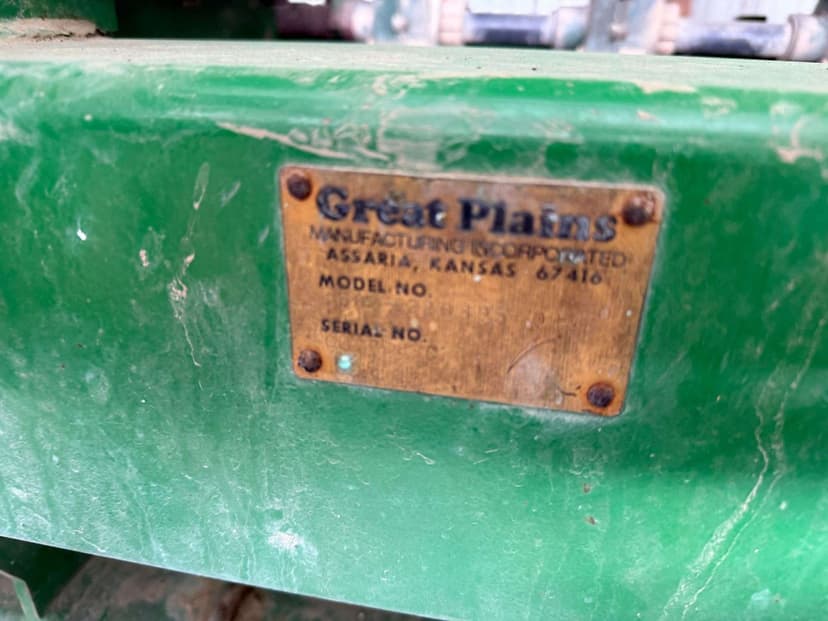 Great Plains
MANUFACTURING INCORPORATED
ASSARIA, KANSAS 67416
MODEL NO.
SERIAL NO.